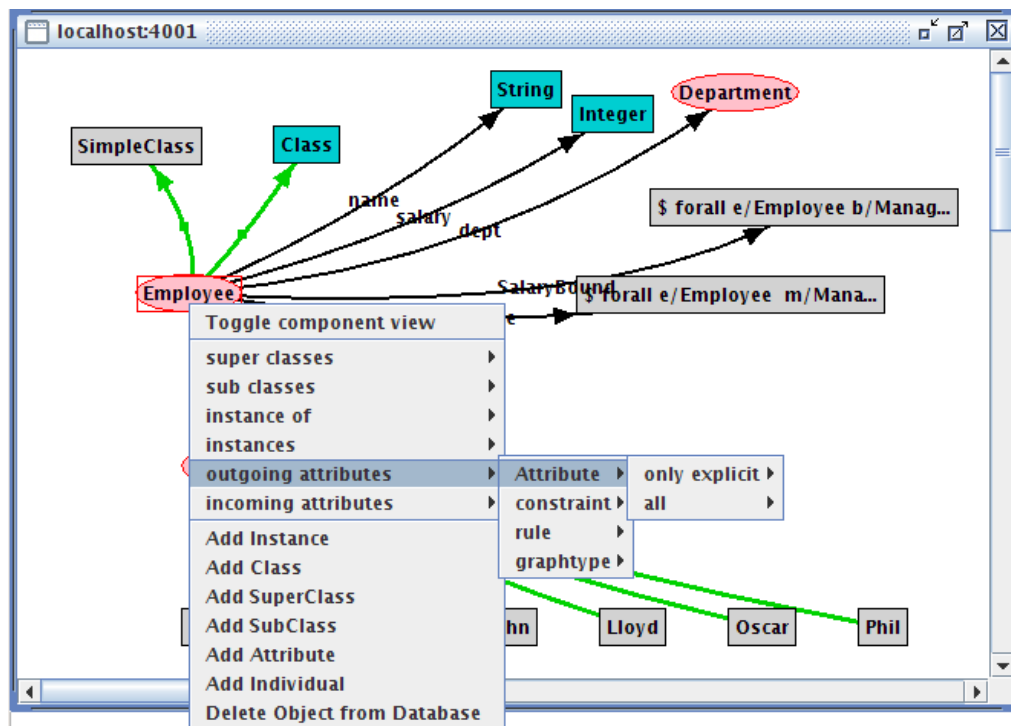 localhost:4001
String
Department
Integer
SimpleClass
Class
name
salary
dept
$ forall e/Employee b/Manag...
Employee
SalaryBound
$ forall e/Employee  m/Mana...
e
Toggle component view
super classes
sub classes
instance of
instances
outgoing attributes
Attribute
only explicit
incoming attributes
constraint
all
rule
Add Instance
graphtype
Add Class
Add SuperClass
Add SubClass
hn
Lloyd
Oscar
Phil
Add Attribute
Add Individual
Delete Object from Database